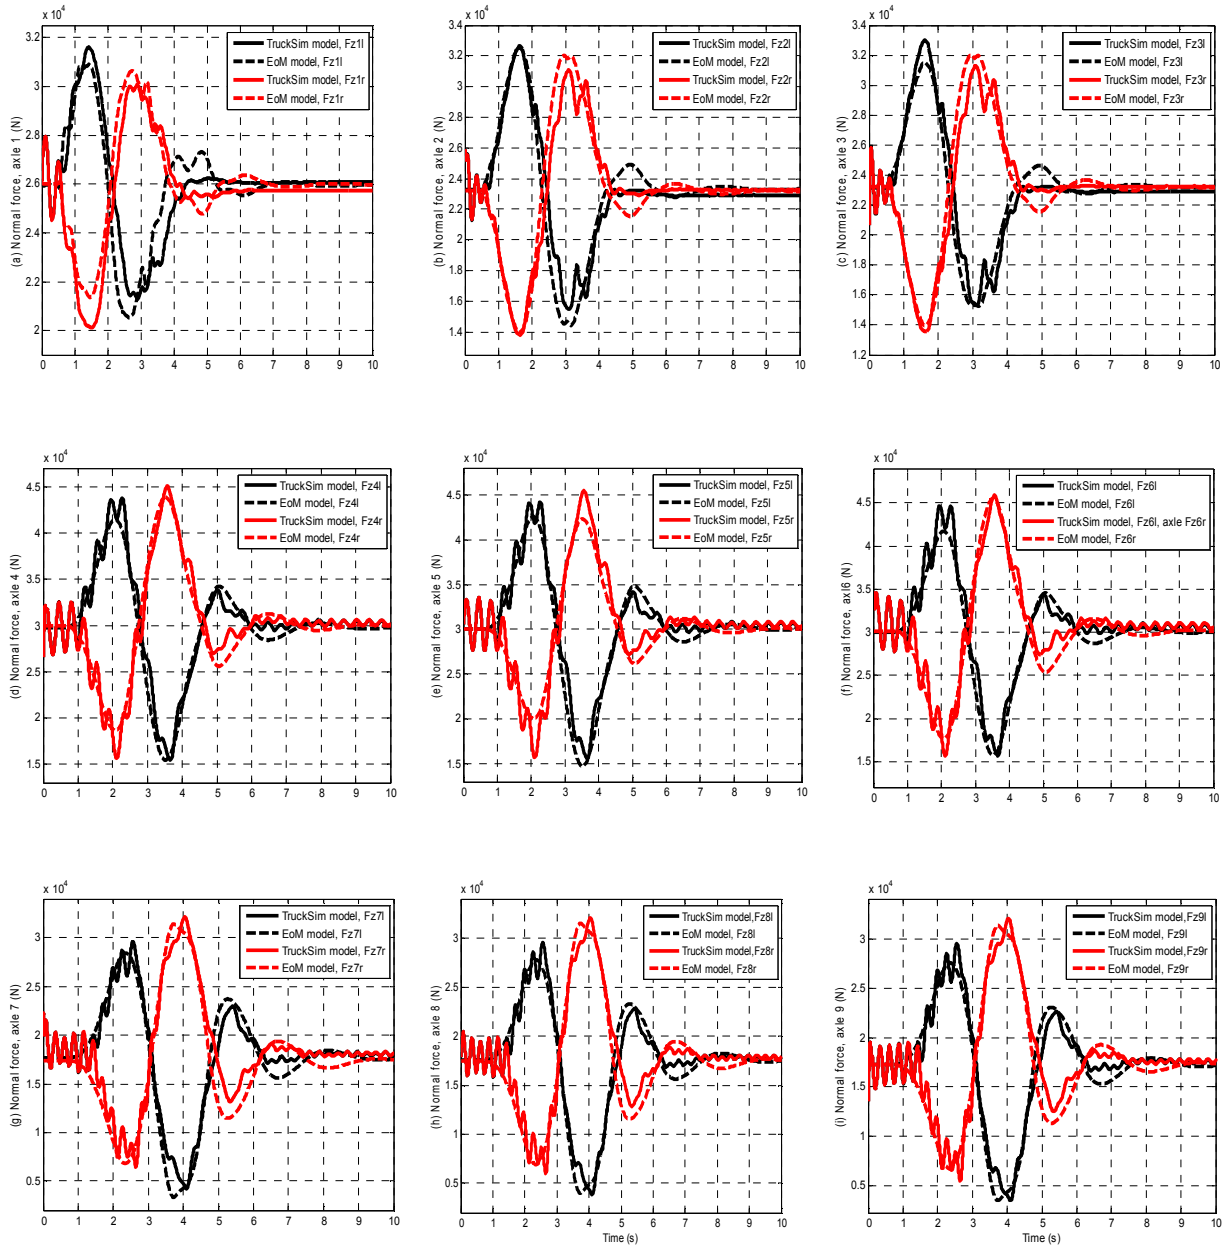 x 10^4
3.2
3
2.8
2.6
2.4
2.2
2
0 1 2 3 4 5 6 7 8 9 10
(a) Normal force, axle 1 (N)
TruckSim model, Fz1l
EoM model, Fz1l
TruckSim model, Fz1r
EoM model, Fz1r
x 10^4
3.4
3.2
3
2.8
2.6
2.4
2.2
2
1.8
1.6
1.4
0 1 2 3 4 5 6 7 8 9 10
(b) Normal force, axle 2 (N)
TruckSim model, Fz2l
EoM model, Fz2l
TruckSim model, Fz2r
EoM model, Fz2r
x 10^4
3.4
3.2
3
2.8
2.6
2.4
2.2
2
1.8
1.6
1.4
1.2
0 1 2 3 4 5 6 7 8 9 10
(c) Normal force, axle 3 (N)
TruckSim model, Fz3l
EoM model, Fz3l
TruckSim model, Fz3r
EoM model, Fz3r
x 10^4
4.5
4
3.5
3
2.5
2
1.5
0 1 2 3 4 5 6 7 8 9 10
(d) Normal force, axle 4 (N)
TruckSim model, Fz4l
EoM model, Fz4l
TruckSim model, Fz4r
EoM model, Fz4r
x 10^4
4.5
4
3.5
3
2.5
2
1.5
0 1 2 3 4 5 6 7 8 9 10
(e) Normal force, axle 5 (N)
TruckSim model, Fz5l
EoM model, Fz5l
TruckSim model, Fz5r
EoM model, Fz5r
x 10^4
4.5
4
3.5
3
2.5
2
1.5
0 1 2 3 4 5 6 7 8 9 10
(f) Normal force, axl6 (N)
TruckSim model, Fz6l
EoM model, Fz6l
TruckSim model, Fz6l, axle Fz6r
EoM model, Fz6r
x 10^4
3
2.5
2
1.5
1
0.5
0 1 2 3 4 5 6 7 8 9 10
(g) Normal force, axle 7 (N)
TruckSim model, Fz7l
EoM model, Fz7l
TruckSim model, Fz7r
EoM model, Fz7r
x 10^4
3
2.5
2
1.5
1
0.5
0 1 2 3 4 5 6 7 8 9 10
Time (s)
(h) Normal force, axle 8 (N)
TruckSim model,Fz8l
EoM model, Fz8l
TruckSim model,Fz8r
EoM model, Fz8r
x 10^4
3
2.5
2
1.5
1
0.5
0 1 2 3 4 5 6 7 8 9 10
Time (s)
(i) Normal force, axle 9 (N)
TruckSim model,Fz9l
EoM model, Fz9l
TruckSim model,Fz9r
EoM model, Fz9r